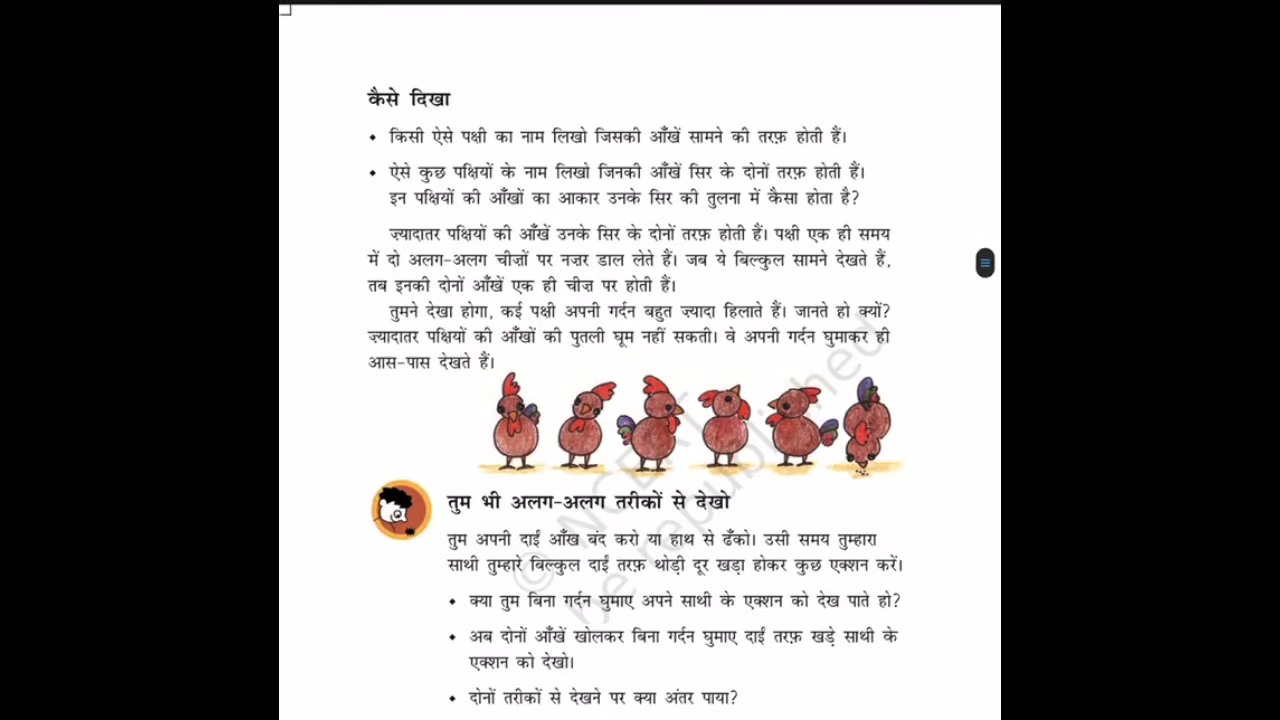 कैसे दिखा
• किसी ऐसे पक्षी का नाम लिखो जिसकी आँखें सामने की तरफ़ होती हैं।
• ऐसे कुछ पक्षियों के नाम लिखो जिनकी आँखें सिर के दोनों तरफ़ होती हैं।
इन पक्षियों की आँखों का आकार उनके सिर की तुलना में कैसा होता है?
ज़्यादातर पक्षियों की आँखें उनके सिर के दोनों तरफ़ होती हैं। पक्षी एक ही समय
में दो अलग-अलग चीज़ों पर नज़र डाल लेते हैं। जब ये बिल्कुल सामने देखते हैं,
तब इनकी दोनों आँखें एक ही चीज़ पर होती हैं।
तुमने देखा होगा, कई पक्षी अपनी गर्दन बहुत ज़्यादा हिलाते हैं। जानते हो क्यों?
ज़्यादातर पक्षियों की आँखों की पुतली घूम नहीं सकती। वे अपनी गर्दन घुमाकर ही
आस-पास देखते हैं।
तुम भी अलग-अलग तरीकों से देखो
तुम अपनी दाईं आँख बंद करो या हाथ से ढँको। उसी समय तुम्हारा
साथी तुम्हारे बिल्कुल दाईं तरफ़ थोड़ी दूर खड़ा होकर कुछ एक्शन करें।
• क्या तुम बिना गर्दन घुमाए अपने साथी के एक्शन को देख पाते हो?
• अब दोनों आँखें खोलकर बिना गर्दन घुमाए दाईं तरफ़ खड़े साथी के
एक्शन को देखो।
• दोनों तरीकों से देखने पर क्या अंतर पाया?
© NCERT
be republished